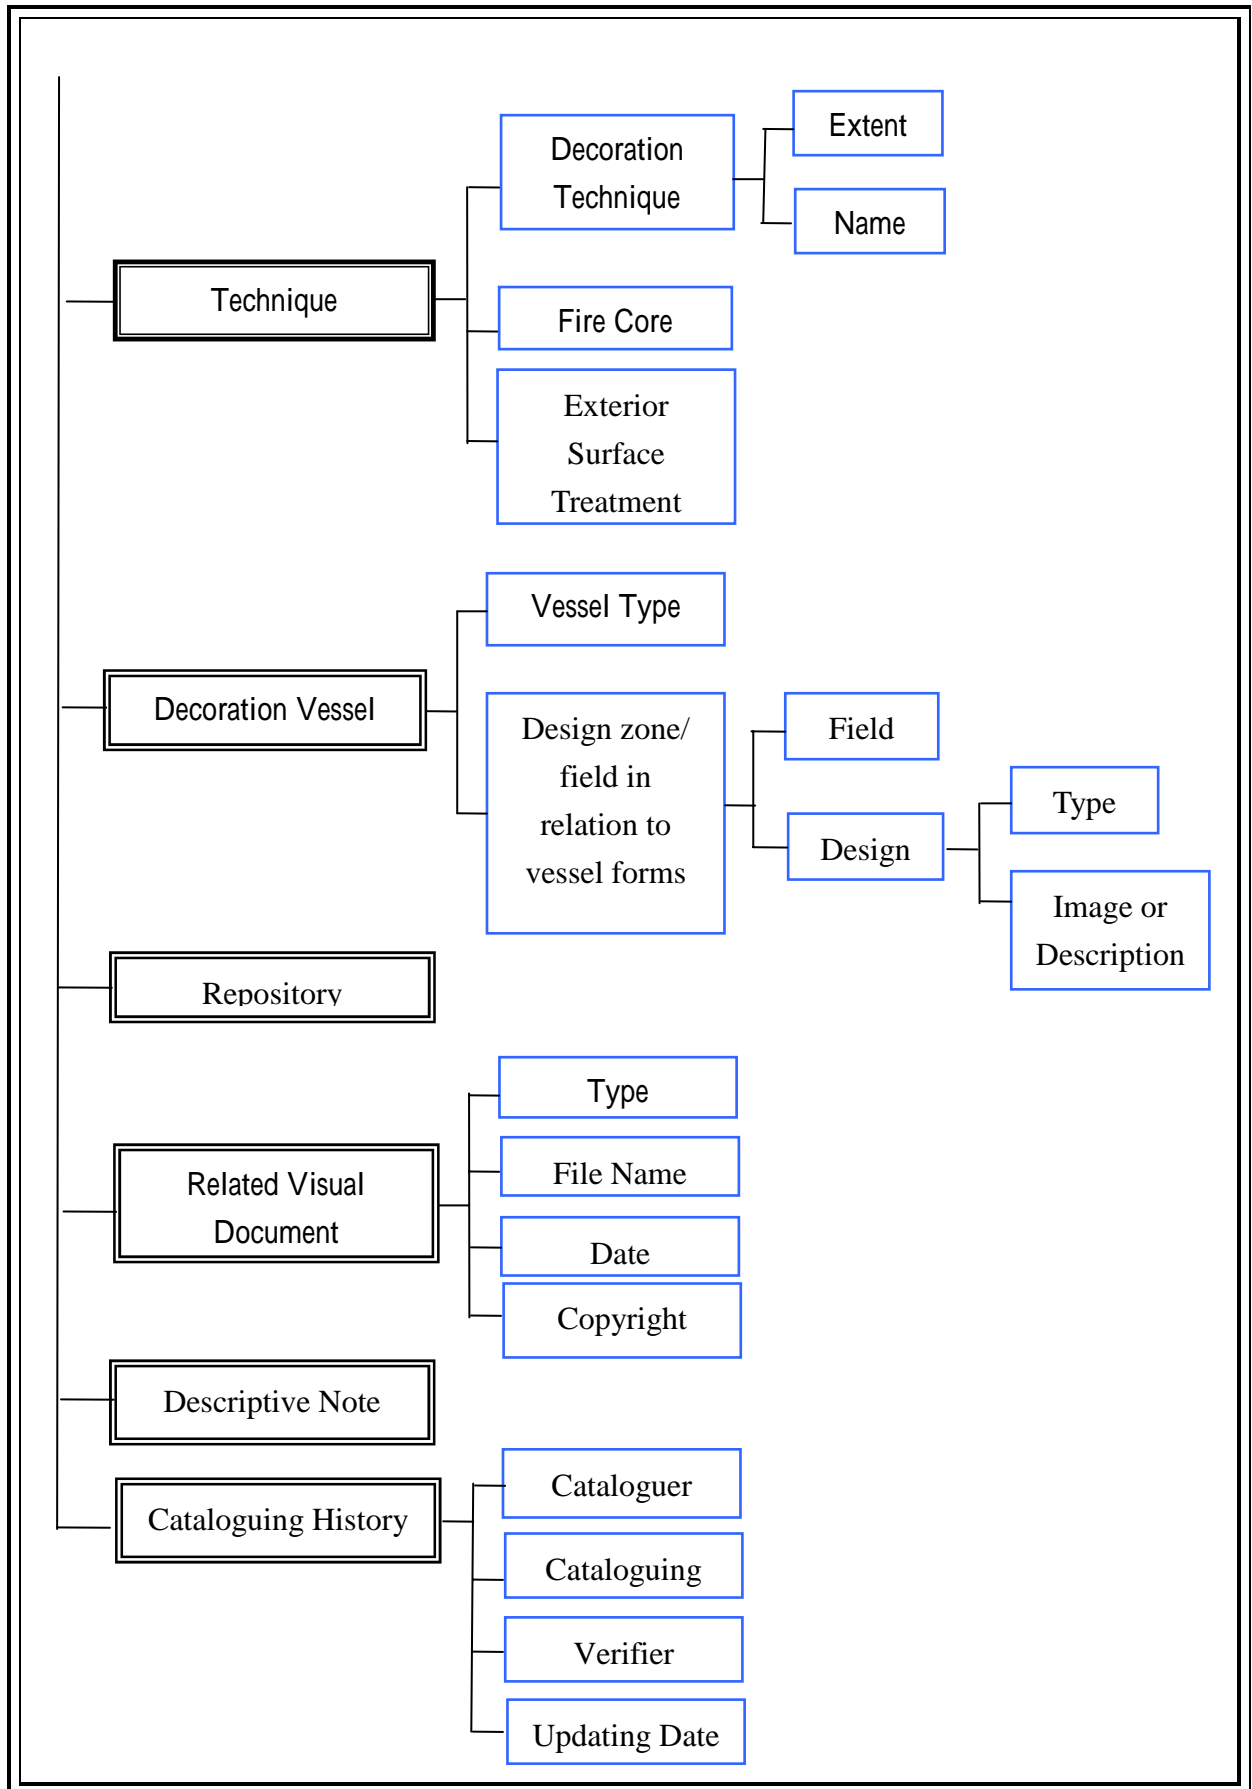 Extent
Decoration
Technique
Name
Technique
Fire Core
Exterior
Surface
Treatment
Vessel Type
Decoration Vessel
Design zone/
field in
relation to
vessel forms
Field
Design
Type
Image or
Description
Repository
Type
Related Visual
Document
File Name
Date
Copyright
Descriptive Note
Cataloguer
Cataloguing History
Cataloguing
Verifier
Updating Date